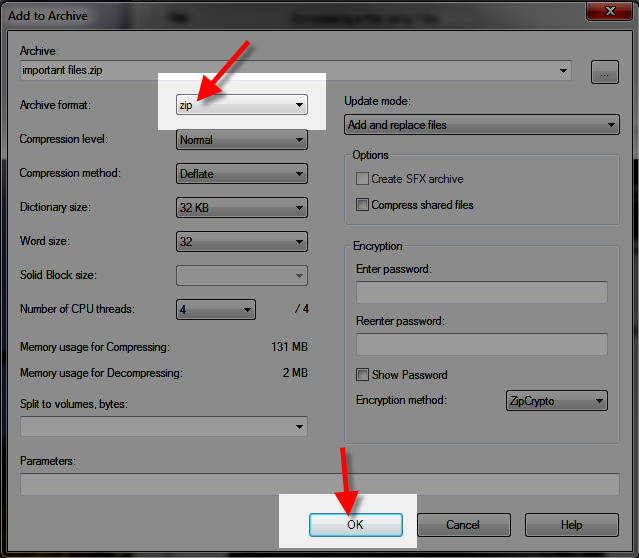 Add to Archive
Archive:
important files.zip
...
Archive format:
zip
Compression level:
Normal
Compression method:
Deflate
Dictionary size:
32 KB
Word size:
32
Solid Block size:
Number of CPU threads:
4
/ 4
Memory usage for Compressing:
131 MB
Memory usage for Decompressing:
2 MB
Split to volumes, bytes:
Update mode:
Add and replace files
Options
Create SFX archive
Compress shared files
Encryption
Enter password:
Reenter password:
Show Password
Encryption method:
ZipCrypto
Parameters:
OK
Cancel
Help